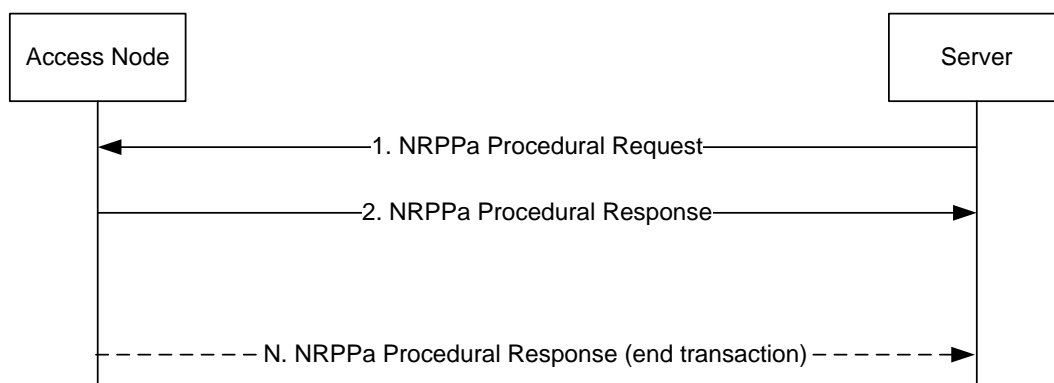 Access Node
Server
1. NRPPa Procedural Request
2. NRPPa Procedural Response
N. NRPPa Procedural Response (end transaction)